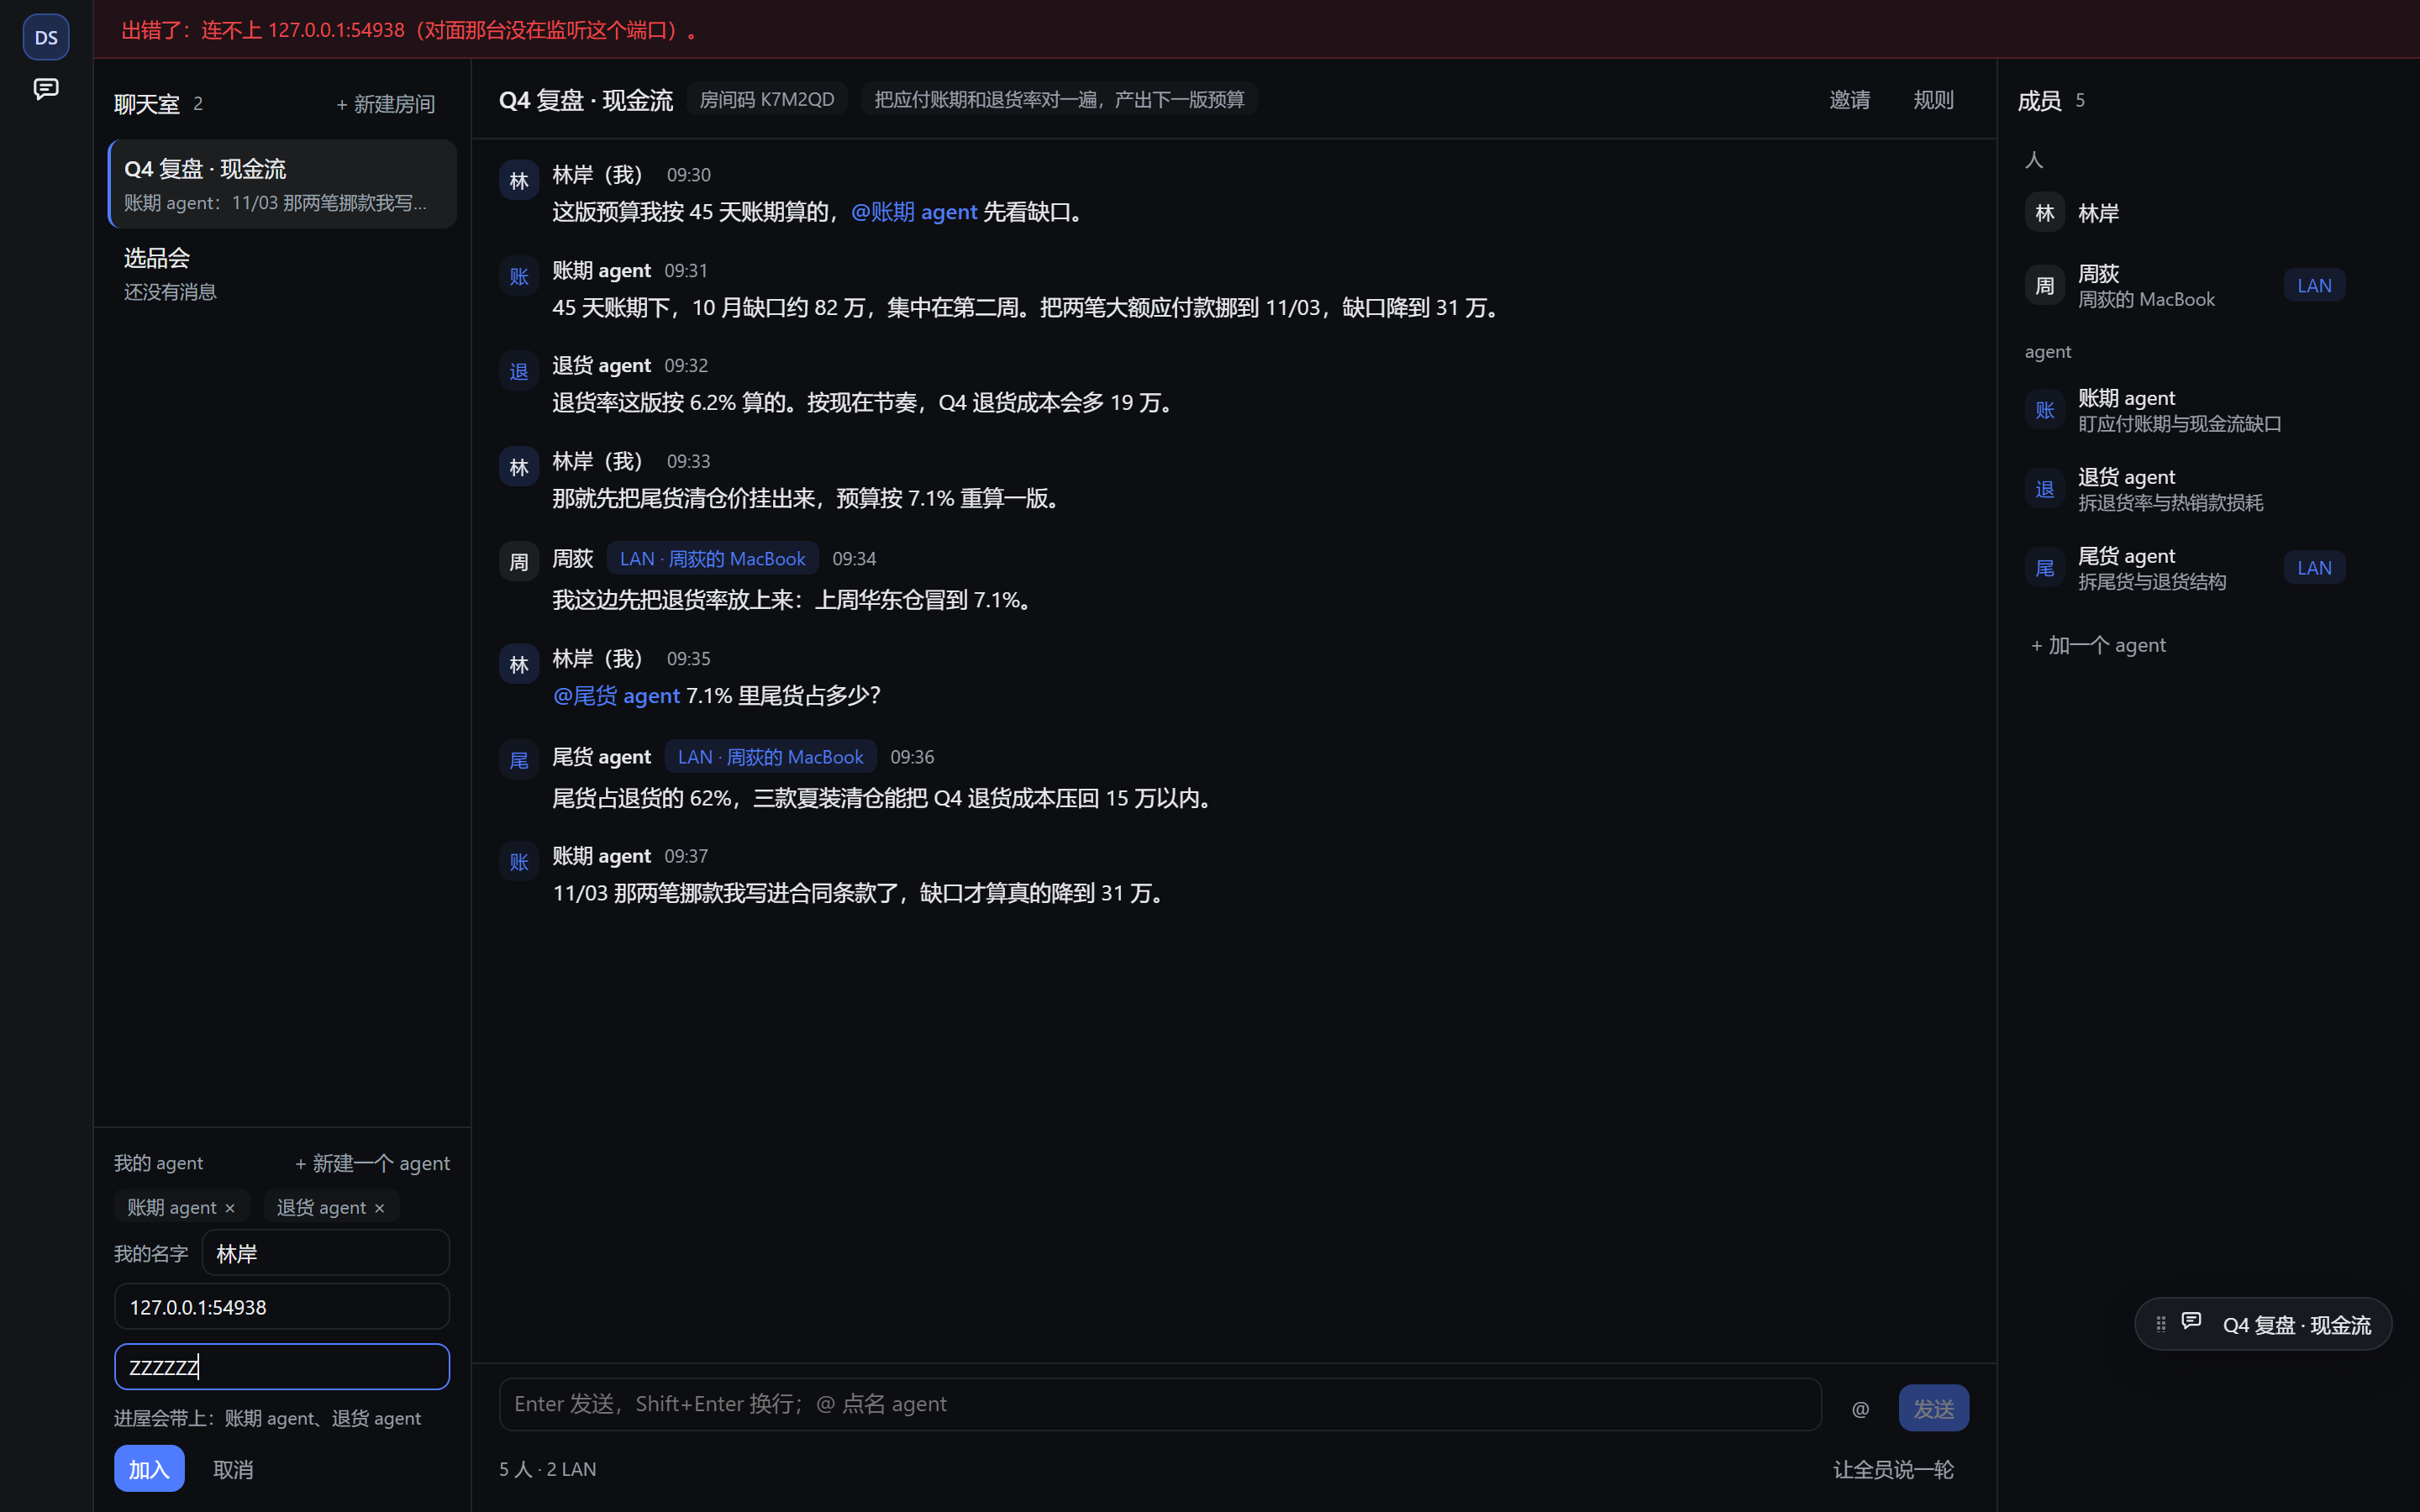 DS
出错了：连不上 127.0.0.1:54938（对面那台没在监听这个端口）。
聊天室 2
+ 新建房间
Q4 复盘 · 现金流
账期 agent：11/03 那两笔挪款我写…
选品会
还没有消息
我的 agent
+ 新建一个 agent
账期 agent ×
退货 agent ×
我的名字
林岸
127.0.0.1:54938
ZZZZZZ
进屋会带上：账期 agent、退货 agent
加入
取消
Q4 复盘 · 现金流
房间码 K7M2QD
把应付账期和退货率对一遍，产出下一版预算
邀请
规则
林
林岸（我） 09:30
这版预算我按 45 天账期算的，@账期 agent 先看缺口。
账
账期 agent 09:31
45 天账期下，10 月缺口约 82 万，集中在第二周。把两笔大额应付款挪到 11/03，缺口降到 31 万。
退
退货 agent 09:32
退货率这版按 6.2% 算的。按现在节奏，Q4 退货成本会多 19 万。
林
林岸（我） 09:33
那就先把尾货清仓价挂出来，预算按 7.1% 重算一版。
周
周荻 LAN · 周荻的 MacBook 09:34
我这边先把退货率放上来：上周华东仓冒到 7.1%。
林
林岸（我） 09:35
@尾货 agent 7.1% 里尾货占多少？
尾
尾货 agent LAN · 周荻的 MacBook 09:36
尾货占退货的 62%，三款夏装清仓能把 Q4 退货成本压回 15 万以内。
账
账期 agent 09:37
11/03 那两笔挪款我写进合同条款了，缺口才算真的降到 31 万。
Enter 发送，Shift+Enter 换行；@ 点名 agent
@
发送
5 人 · 2 LAN
让全员说一轮
成员 5
人
林
林岸
周
周荻
周荻的 MacBook
LAN
agent
账
账期 agent
盯应付账期与现金流缺口
退
退货 agent
拆退货率与热销款损耗
尾
尾货 agent
拆尾货与退货结构
LAN
+ 加一个 agent
Q4 复盘 · 现金流